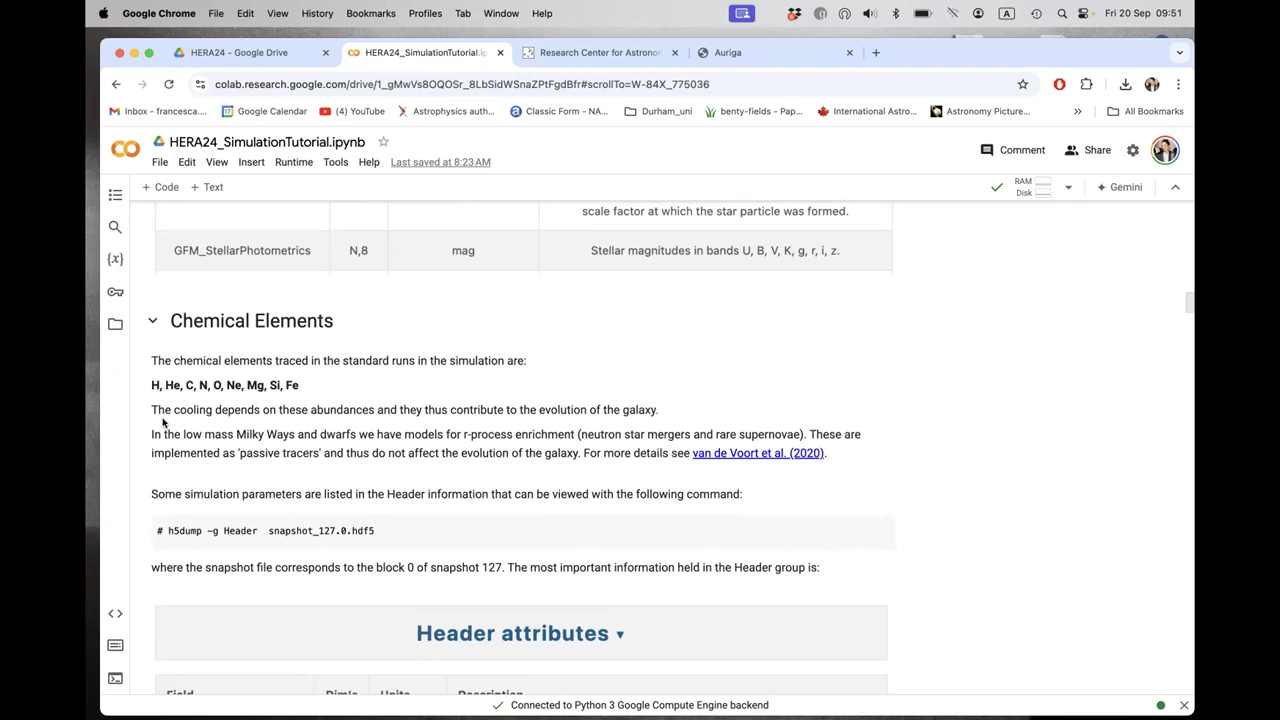 Google Chrome File Edit View History Bookmarks Profiles Tab Window Help A Fri 20 Sep 09:51
HERA24 - Google Drive HERA24_SimulationTutorial.ip Research Center for Astronom Auriga
colab.research.google.com/drive/1_gMwVs8OQOSr_8LbSidWSnaZPtFgdBfr#scrollTo=W-84X_775036
Inbox - francesca.... Google Calendar (4) YouTube Astrophysics auth... Classic Form - NA... Durham_uni benty-fields - Pap... International Astro... Astronomy Picture... » All Bookmarks
HERA24_SimulationTutorial.ipynb
File Edit View Insert Runtime Tools Help Last saved at 8:23 AM
Comment Share
+ Code + Text RAM Disk Gemini
scale factor at which the star particle was formed.
GFM_StellarPhotometrics N,8 mag Stellar magnitudes in bands U, B, V, K, g, r, i, z.
Chemical Elements
The chemical elements traced in the standard runs in the simulation are:
H, He, C, N, O, Ne, Mg, Si, Fe
The cooling depends on these abundances and they thus contribute to the evolution of the galaxy.
In the low mass Milky Ways and dwarfs we have models for r-process enrichment (neutron star mergers and rare supernovae). These are
implemented as 'passive tracers' and thus do not affect the evolution of the galaxy. For more details see van de Voort et al. (2020).
Some simulation parameters are listed in the Header information that can be viewed with the following command:
# h5dump -g Header snapshot_127.0.hdf5
where the snapshot file corresponds to the block 0 of snapshot 127. The most important information held in the Header group is:
Header attributes ▾
Field Dim's Units Description
Connected to Python 3 Google Compute Engine backend